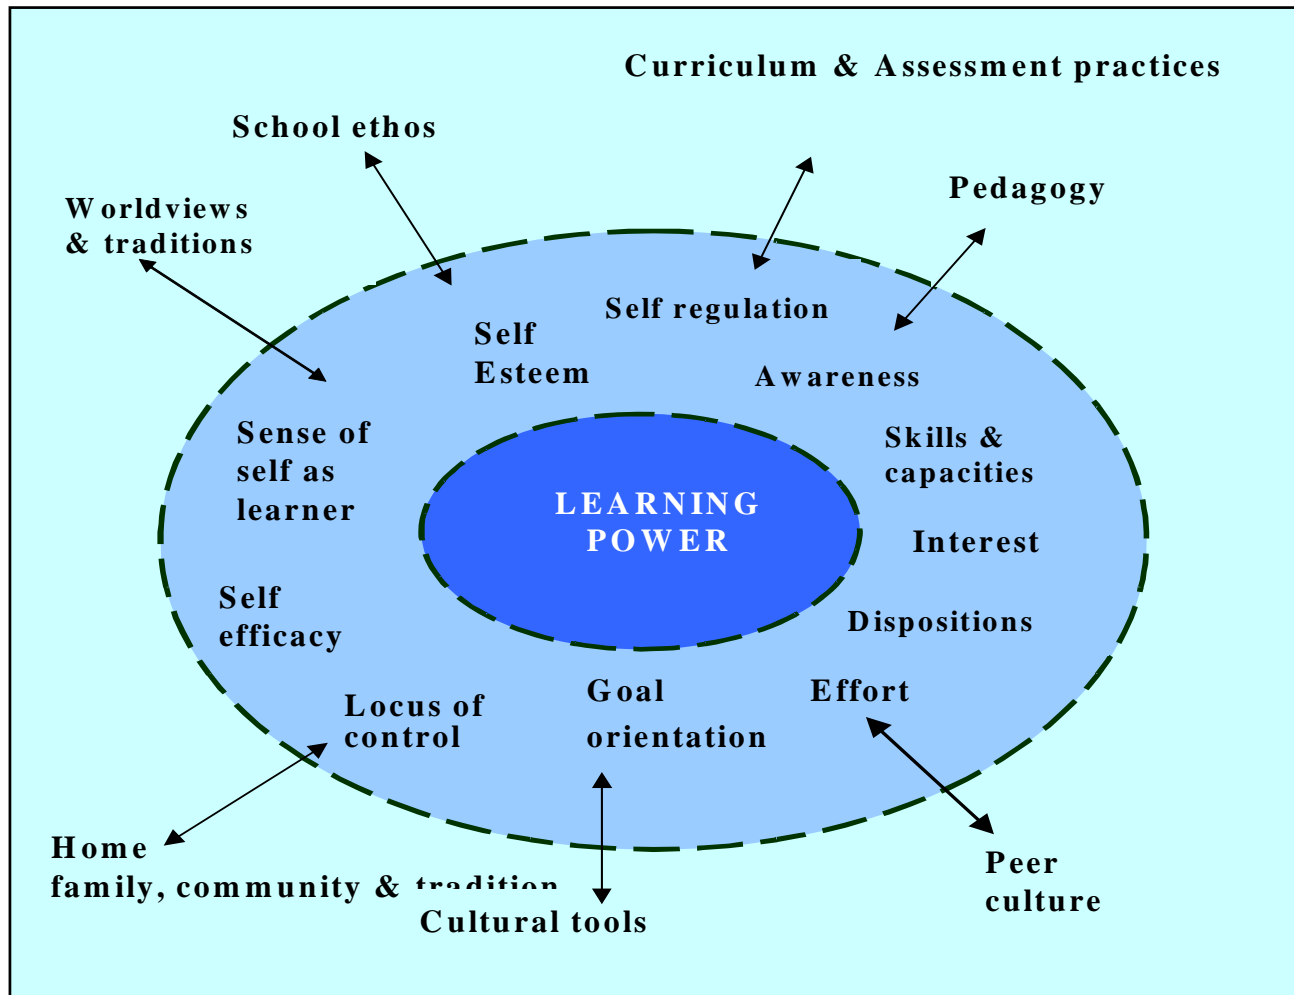 Curriculum & Assessment practices
School ethos
Pedagogy
Worldviews
& traditions
Self regulation
Self
Esteem
Awareness
Sense of
self as
learner
Skills &
capacities
LEARNING
POWER
Interest
Self
efficacy
Dispositions
Locus of
control
Goal
orientation
Effort
Home
family, community & tradition
Peer
culture
Cultural tools